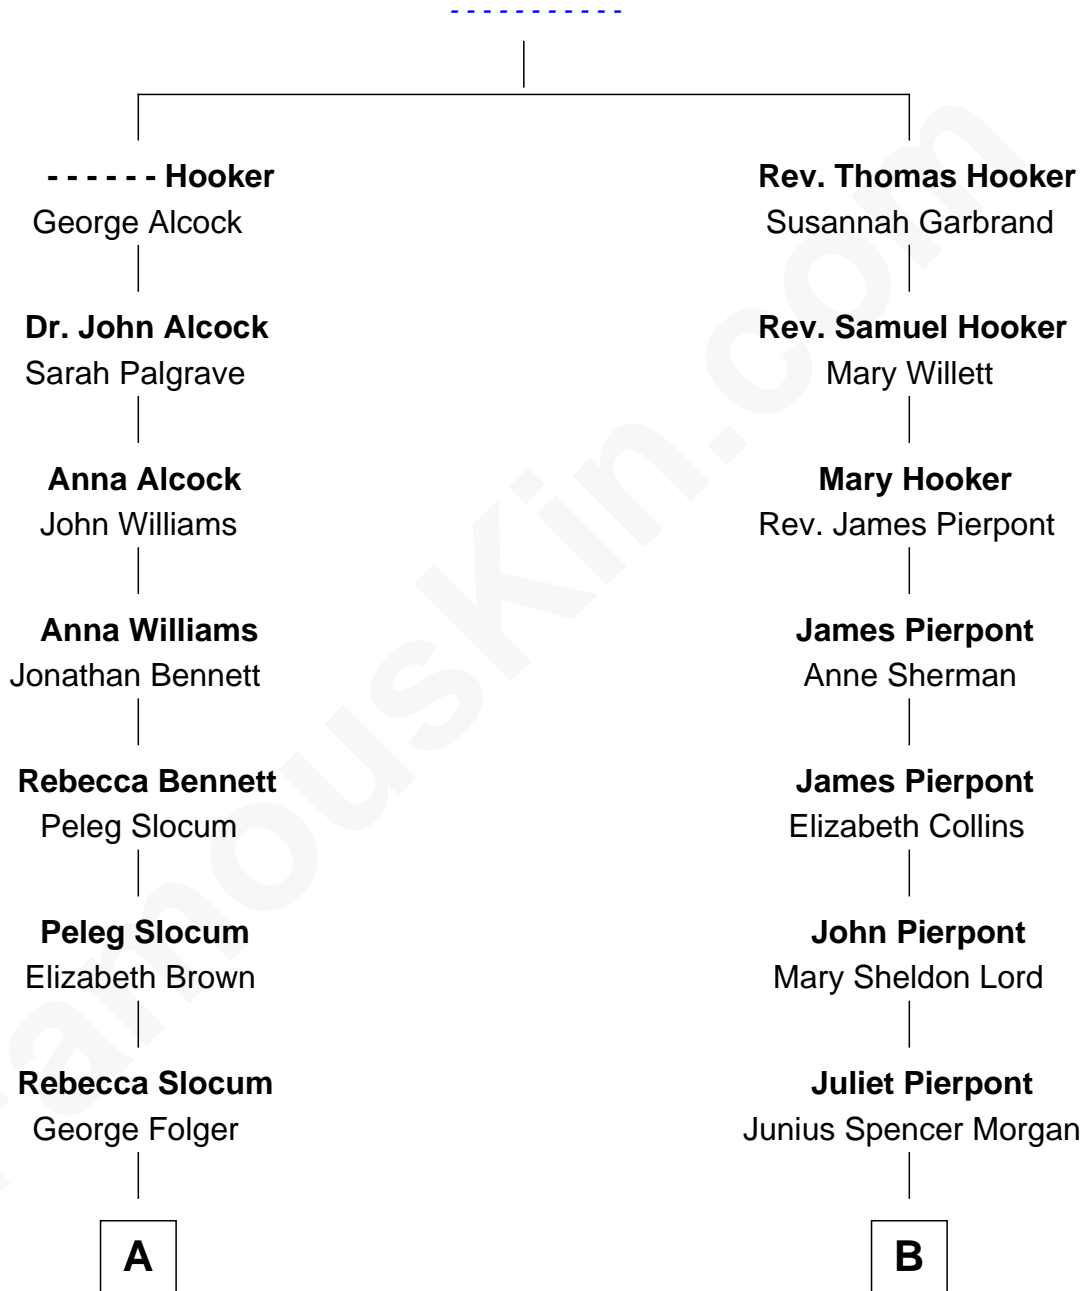 - - - - - - - - - - -
- - - - - - Hooker
George Alcock
Dr. John Alcock
Sarah Palgrave
Anna Alcock
John Williams
Anna Williams
Jonathan Bennett
Rebecca Bennett
Peleg Slocum
Peleg Slocum
Elizabeth Brown
Rebecca Slocum
George Folger
A
Rev. Thomas Hooker
Susannah Garbrand
Rev. Samuel Hooker
Mary Willett
Mary Hooker
Rev. James Pierpont
James Pierpont
Anne Sherman
James Pierpont
Elizabeth Collins
John Pierpont
Mary Sheldon Lord
Juliet Pierpont
Junius Spencer Morgan
B
FamousKin.com